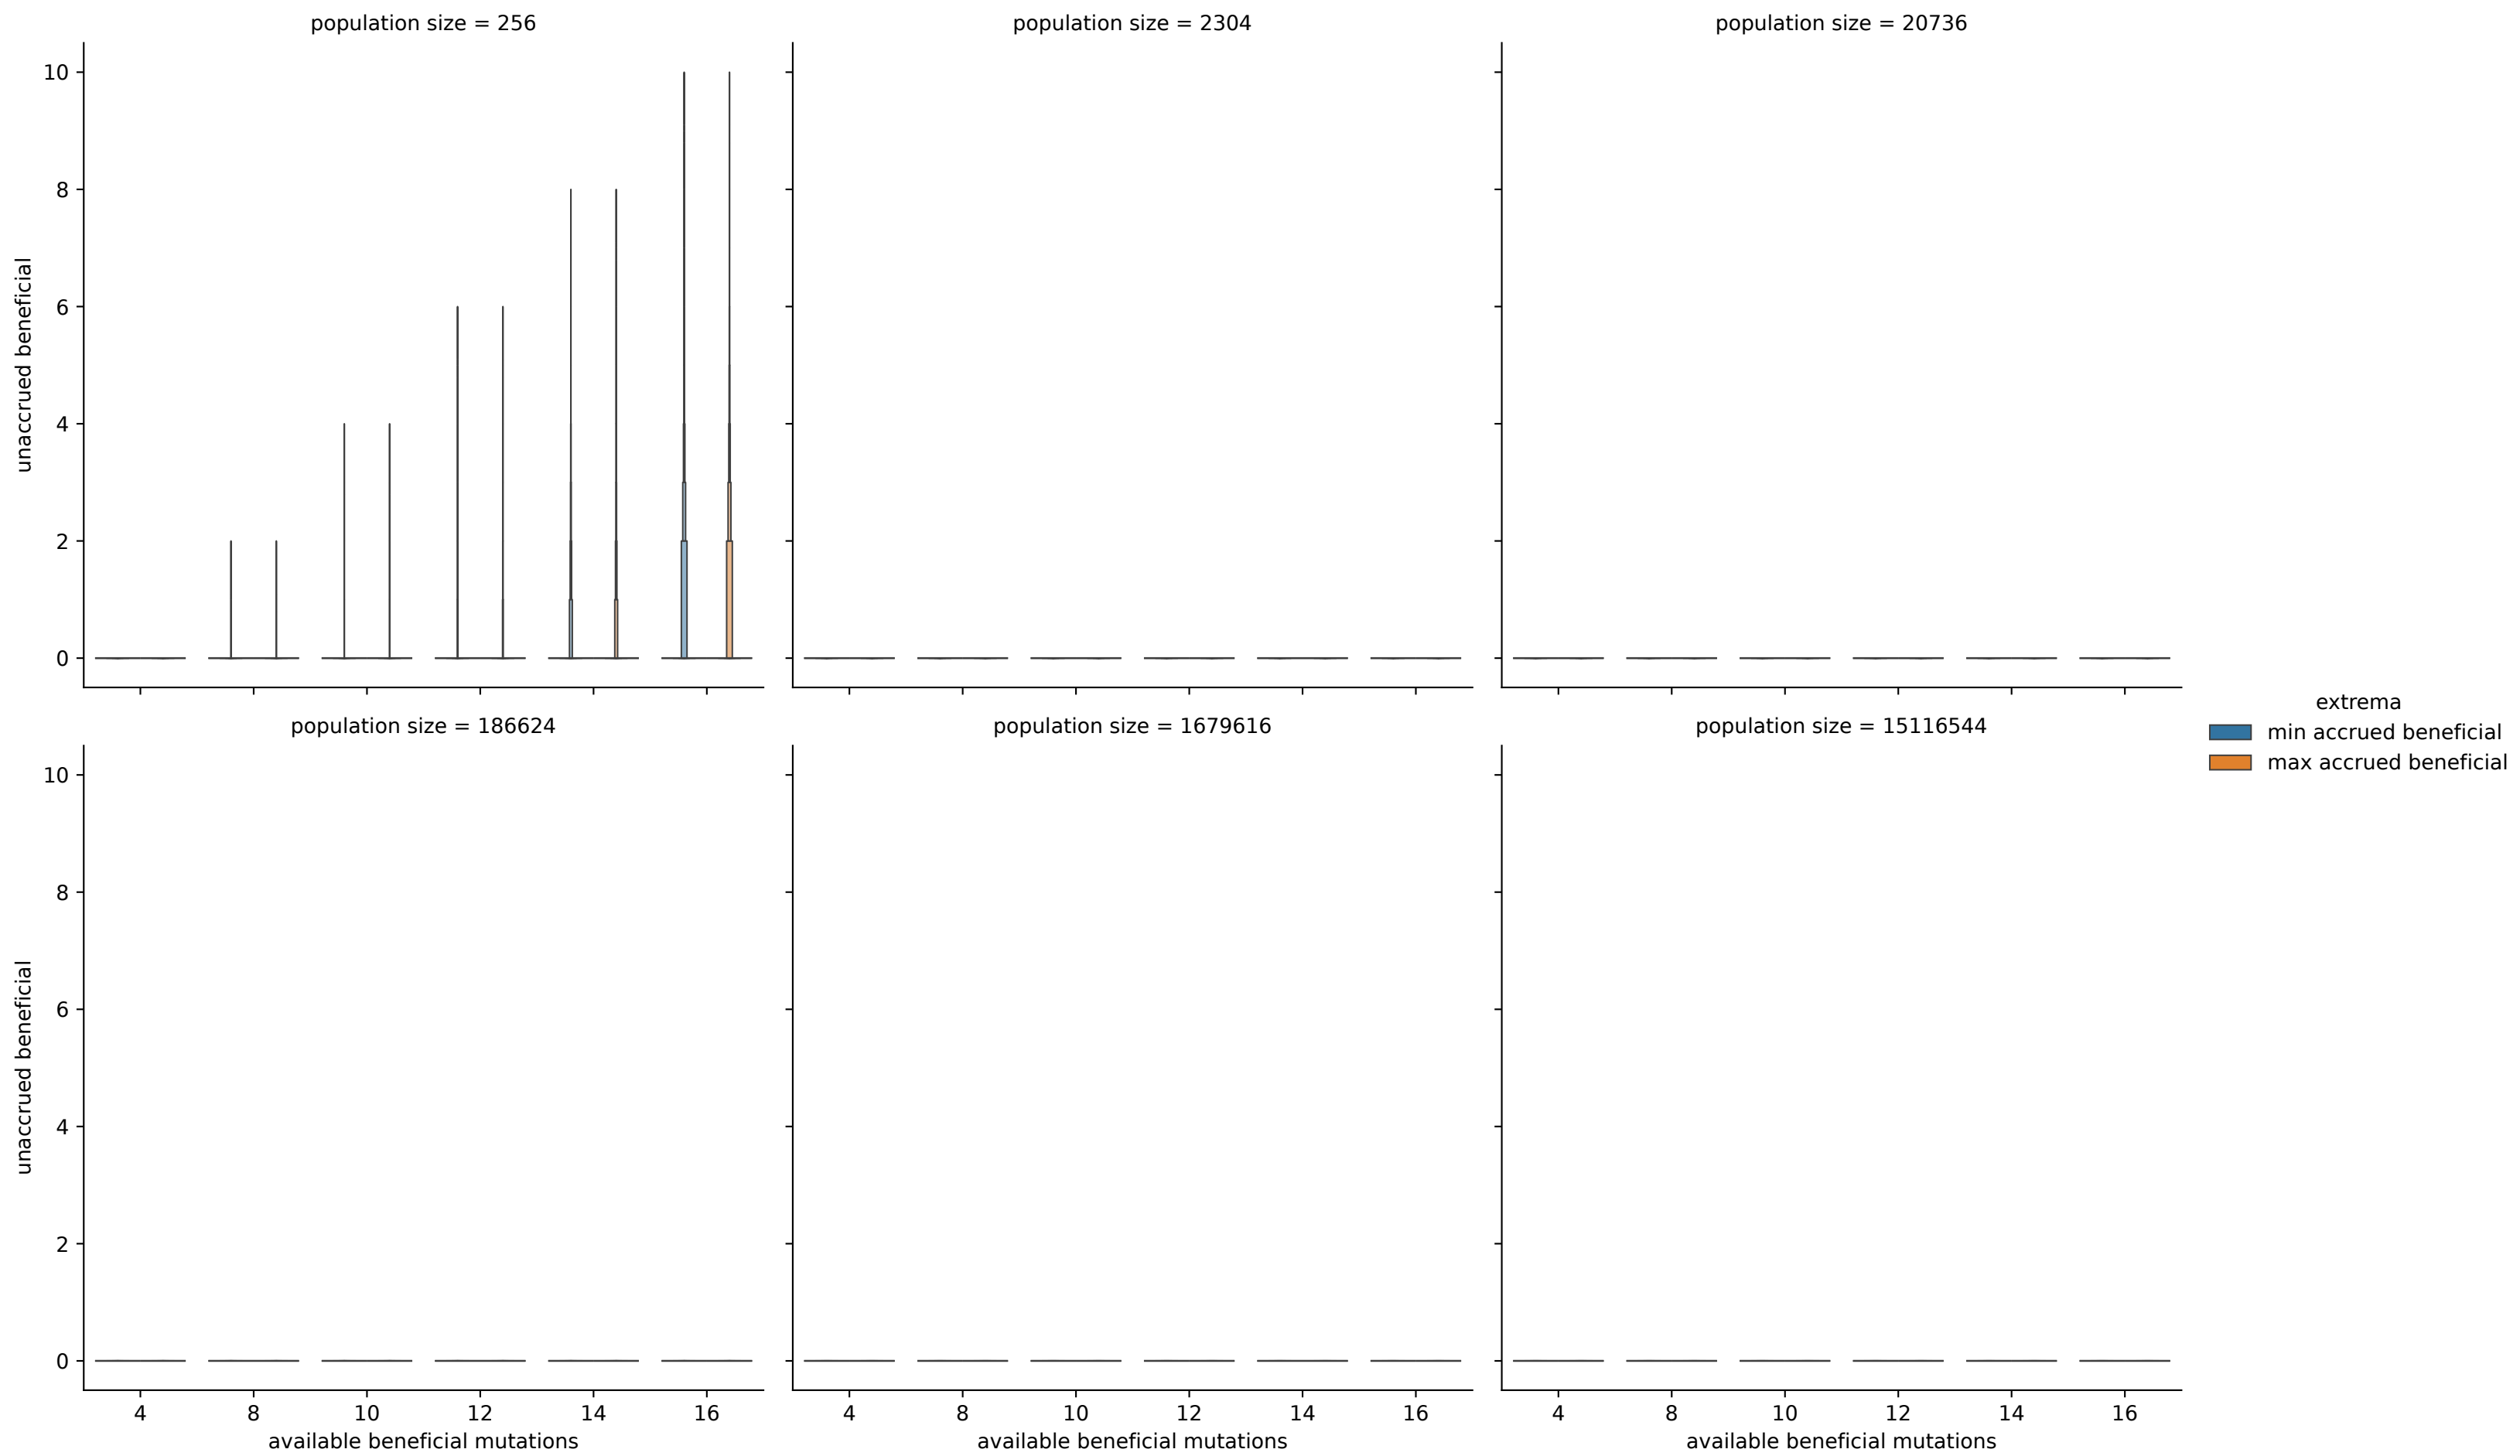 population size = 256
population size = 2304
population size = 20736
unaccrued beneficial
10
8
6
4
2
0
population size = 186624
population size = 1679616
population size = 15116544
extrema
min accrued beneficial
max accrued beneficial
unaccrued beneficial
10
8
6
4
2
0
4 8 10 12 14 16
4 8 10 12 14 16
4 8 10 12 14 16
available beneficial mutations
available beneficial mutations
available beneficial mutations